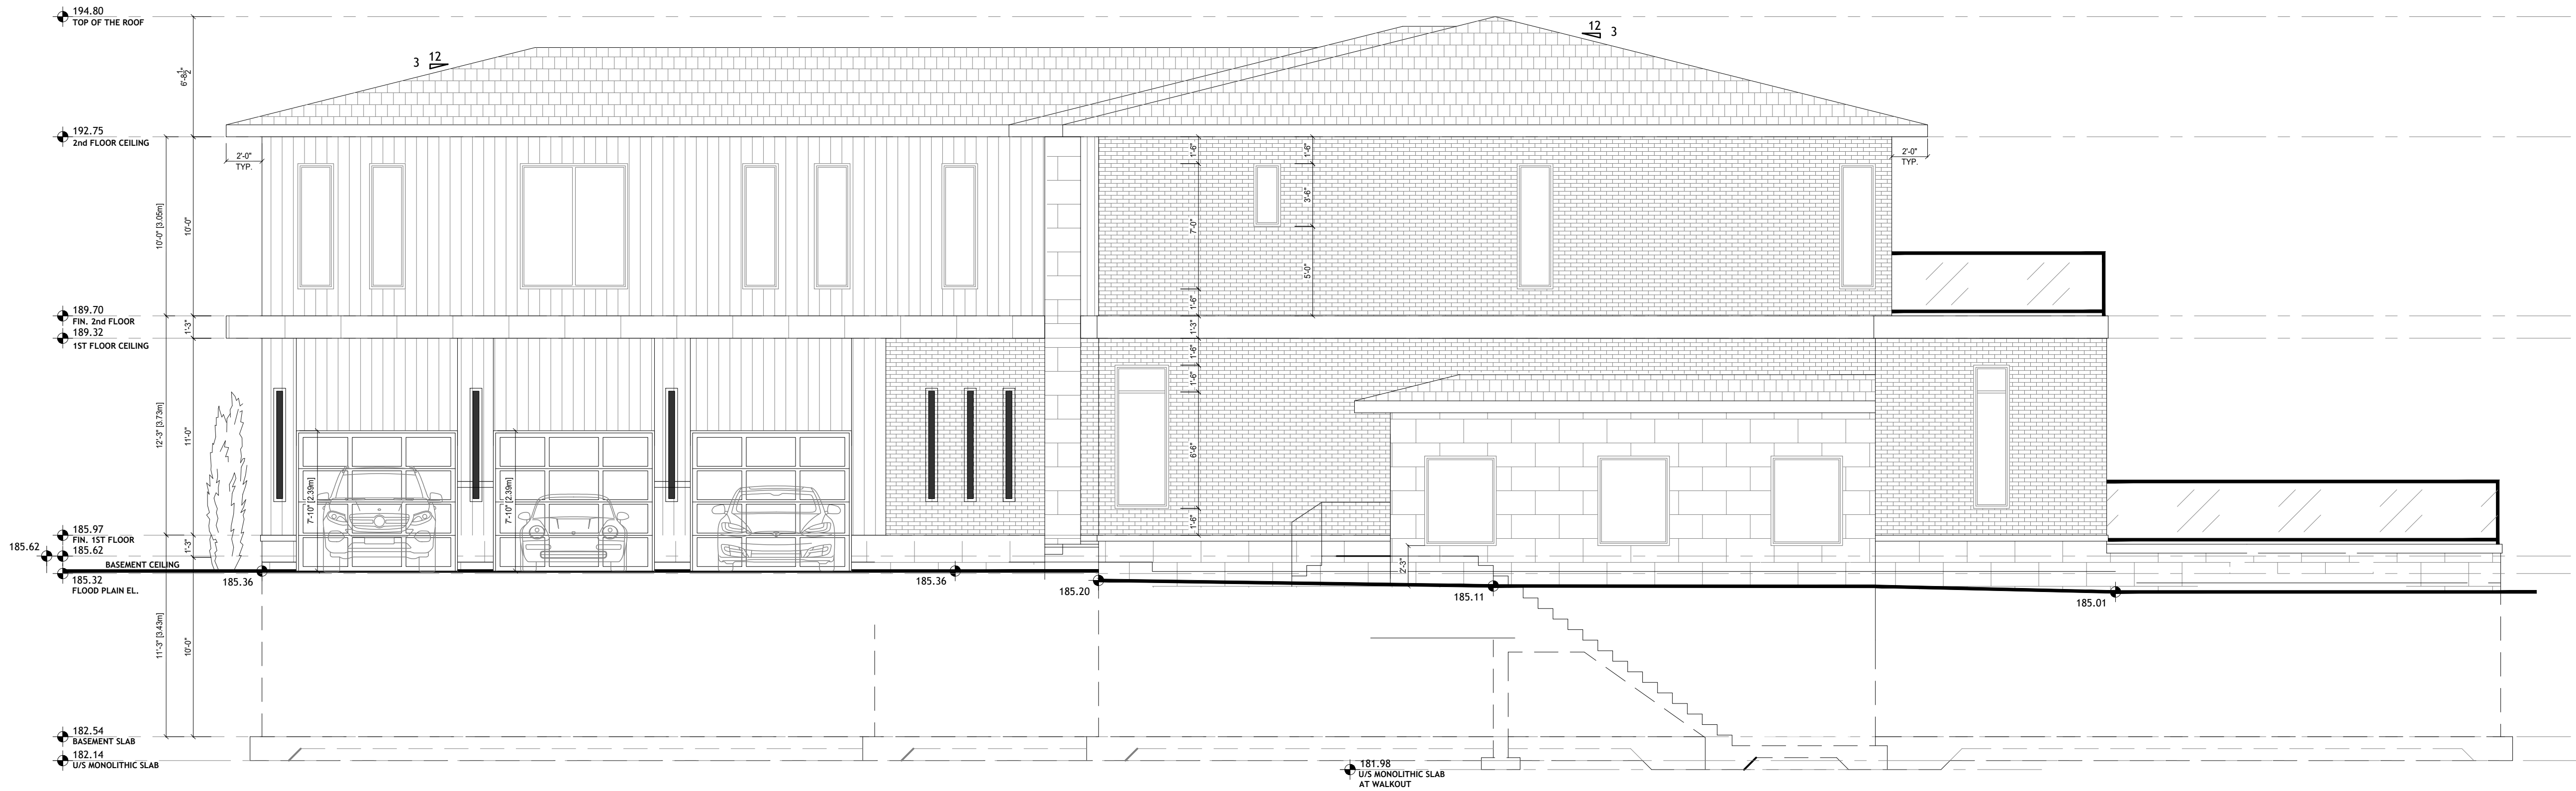 194.80
TOP OF THE ROOF
12
3
12
3
6'-8 1/2"
192.75
2nd FLOOR CEILING
2'-0"
TYP.
2'-0"
TYP.
1'-6"
1'-6"
3'-6"
10'-0" [3.05m]
10'-0"
7'-0"
5'-0"
1'-6"
189.70
FIN. 2nd FLOOR
189.32
1ST FLOOR CEILING
1'-3"
1'-3"
1'-6"
1'-6"
12'-3" [3.73m]
11'-0"
6'-6"
7'-10" [2.39m]
7'-10" [2.39m]
1'-6"
185.97
FIN. 1ST FLOOR
185.62
185.62
1'-3"
BASEMENT CEILING
2'-3"
185.32
FLOOD PLAIN EL.
185.36
185.36
185.20
185.11
185.01
11'-3" [3.43m]
10'-0"
182.54
BASEMENT SLAB
182.14
U/S MONOLITHIC SLAB
181.98
U/S MONOLITHIC SLAB
AT WALKOUT